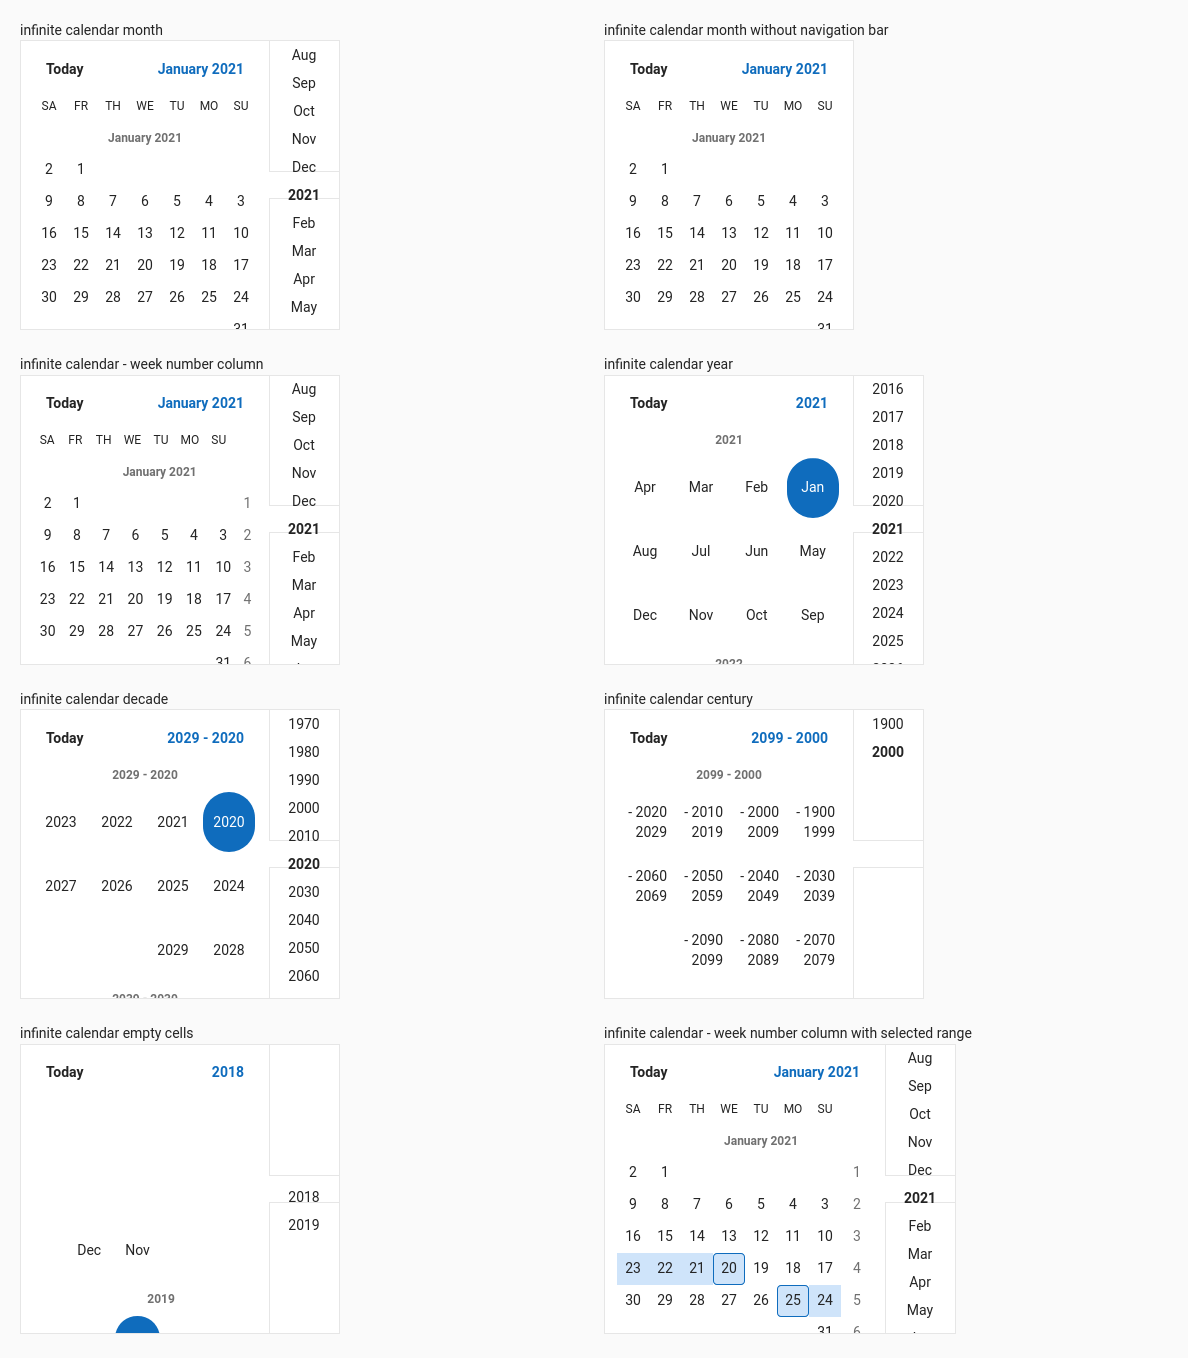 infinite calendar month
Today January 2021
SA FR TH WE TU MO SU
January 2021
2 1
9 8 7 6 5 4 3
16 15 14 13 12 11 10
23 22 21 20 19 18 17
30 29 28 27 26 25 24
31
Aug
Sep
Oct
Nov
Dec
2021
Feb
Mar
Apr
May
infinite calendar month without navigation bar
Today January 2021
SA FR TH WE TU MO SU
January 2021
2 1
9 8 7 6 5 4 3
16 15 14 13 12 11 10
23 22 21 20 19 18 17
30 29 28 27 26 25 24
31
infinite calendar - week number column
Today January 2021
SA FR TH WE TU MO SU
January 2021
2 1 1
9 8 7 6 5 4 3 2
16 15 14 13 12 11 10 3
23 22 21 20 19 18 17 4
30 29 28 27 26 25 24 5
31 6
Aug
Sep
Oct
Nov
Dec
2021
Feb
Mar
Apr
May
infinite calendar year
Today 2021
2021
Apr Mar Feb Jan
Aug Jul Jun May
Dec Nov Oct Sep
2022
2016
2017
2018
2019
2020
2021
2022
2023
2024
2025
infinite calendar decade
Today 2029 - 2020
2029 - 2020
2023 2022 2021 2020
2027 2026 2025 2024
2029 2028
1970
1980
1990
2000
2010
2020
2030
2040
2050
2060
infinite calendar century
Today 2099 - 2000
2099 - 2000
- 2020 - 2010 - 2000 - 1900
2029 2019 2009 1999
- 2060 - 2050 - 2040 - 2030
2069 2059 2049 2039
- 2090 - 2080 - 2070
2099 2089 2079
1900
2000
infinite calendar empty cells
Today 2018
Dec Nov
2019
2018
2019
infinite calendar - week number column with selected range
Today January 2021
SA FR TH WE TU MO SU
January 2021
2 1 1
9 8 7 6 5 4 3 2
16 15 14 13 12 11 10 3
23 22 21 20 19 18 17 4
30 29 28 27 26 25 24 5
31 6
Aug
Sep
Oct
Nov
Dec
2021
Feb
Mar
Apr
May